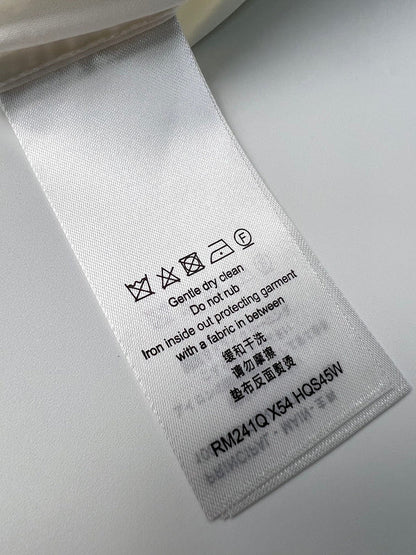 F
Gentle dry clean
Do not rub
Iron inside out protecting garment
with a fabric in between
缓和干洗
请勿摩擦
垫布反面熨烫
RM241Q X54 HQS45W